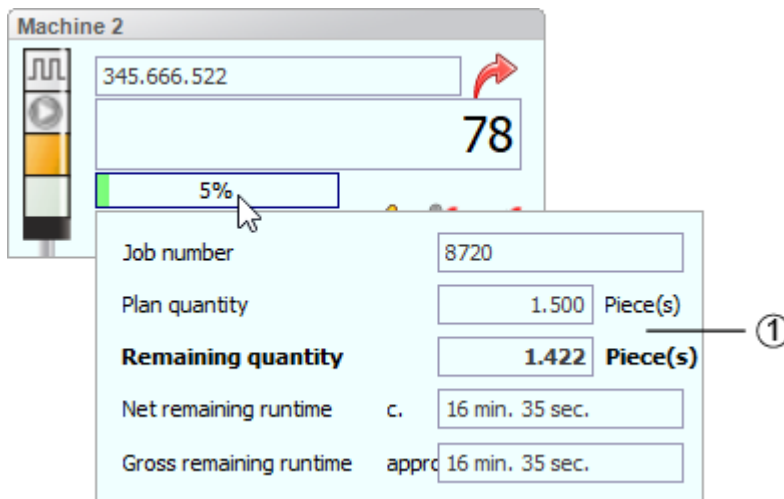 Machine 2
345.666.522
78
5%
Job number 8720
Plan quantity 1.500 Piece(s)
1
Remaining quantity 1.422 Piece(s)
Net remaining runtime c. 16 min. 35 sec.
Gross remaining runtime appro 16 min. 35 sec.